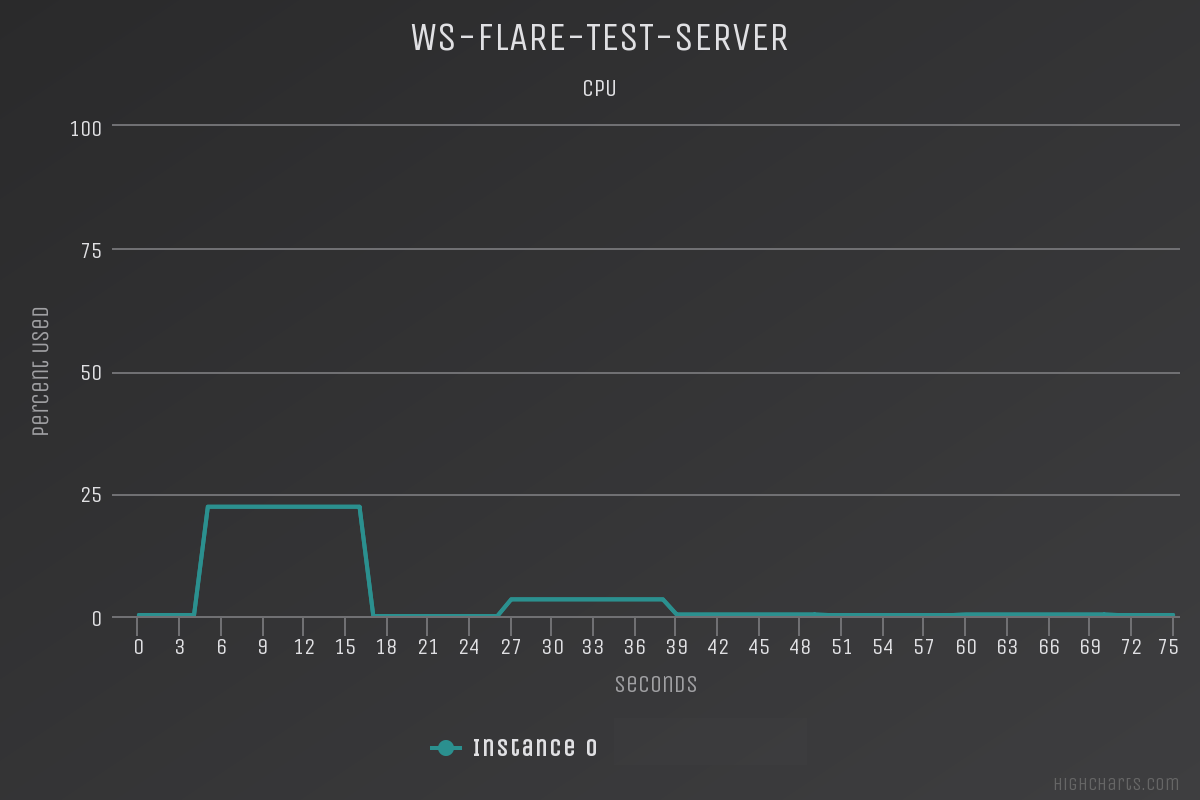 WS-FLARE-TEST-SERVER
CPU
100
75
50
25
0
Percent Used
0 3 6 9 12 15 18 21 24 27 30 33 36 39 42 45 48 51 54 57 60 63 66 69 72 75
Seconds
Instance 0
Highcharts.com